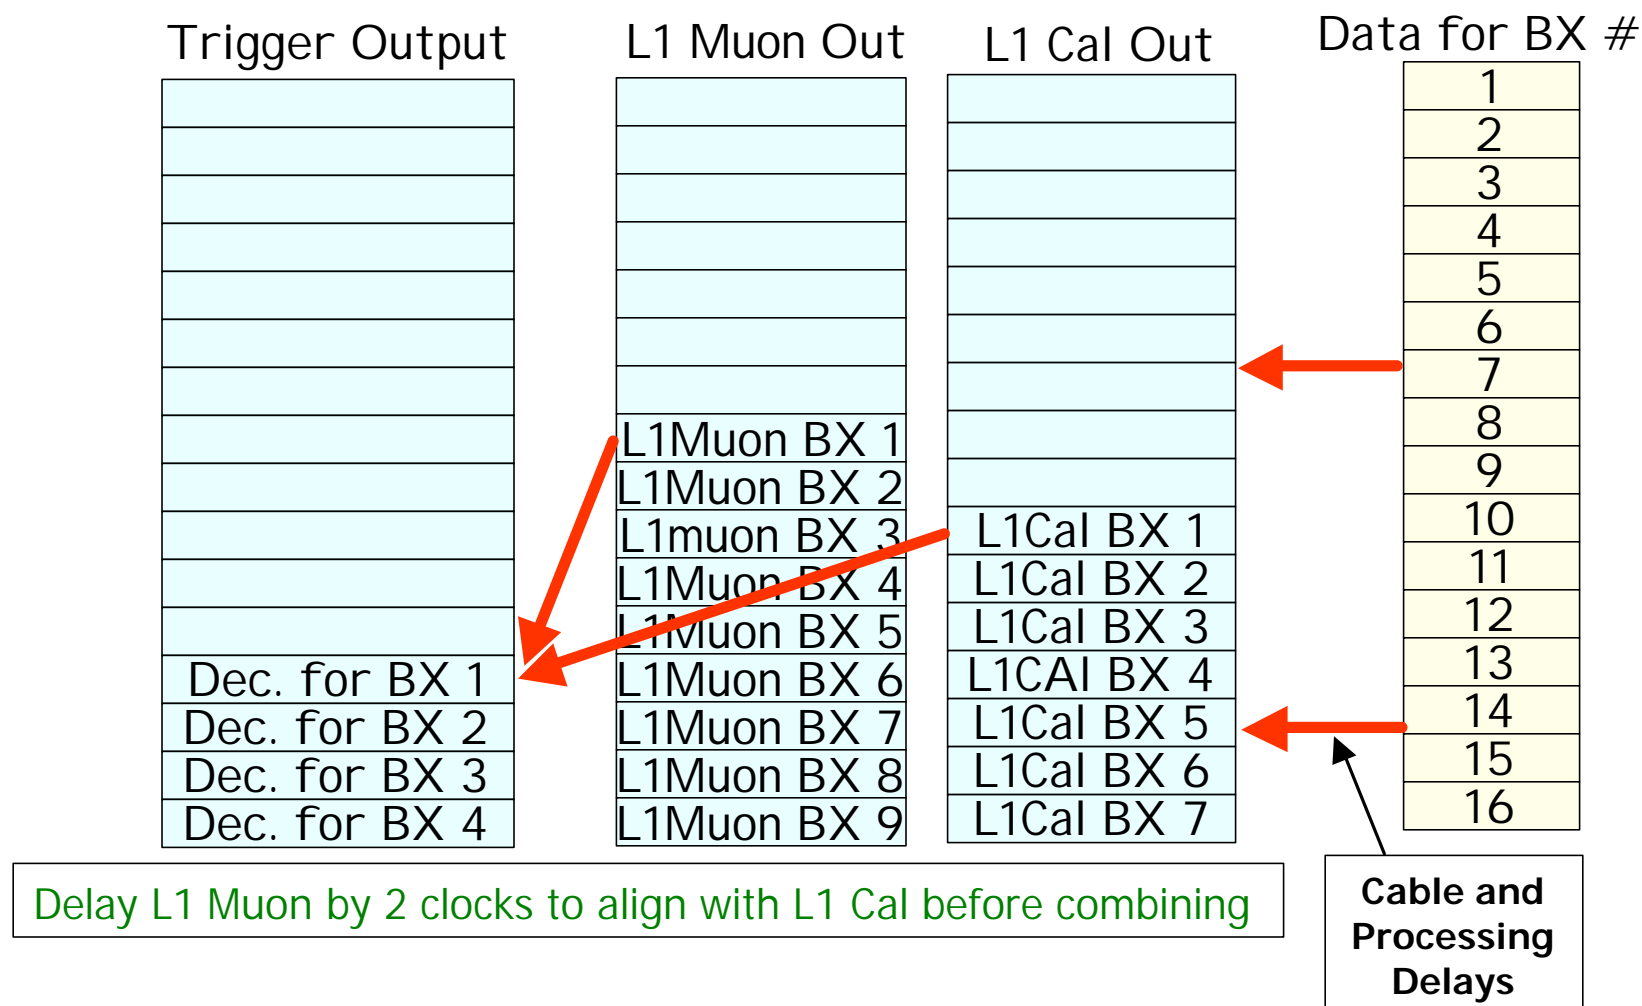 Trigger Output
L1 Muon Out
L1 Cal Out
Data for BX #
L1Muon BX 1
L1Muon BX 2
L1muon BX 3
L1Muon BX 4
L1Muon BX 5
L1Muon BX 6
L1Muon BX 7
L1Muon BX 8
L1Muon BX 9
L1Cal BX 1
L1Cal BX 2
L1Cal BX 3
L1CAl BX 4
L1Cal BX 5
L1Cal BX 6
L1Cal BX 7
Dec. for BX 1
Dec. for BX 2
Dec. for BX 3
Dec. for BX 4
1
2
3
4
5
6
7
8
9
10
11
12
13
14
15
16
Delay L1 Muon by 2 clocks to align with L1 Cal before combining
Cable and
Processing
Delays